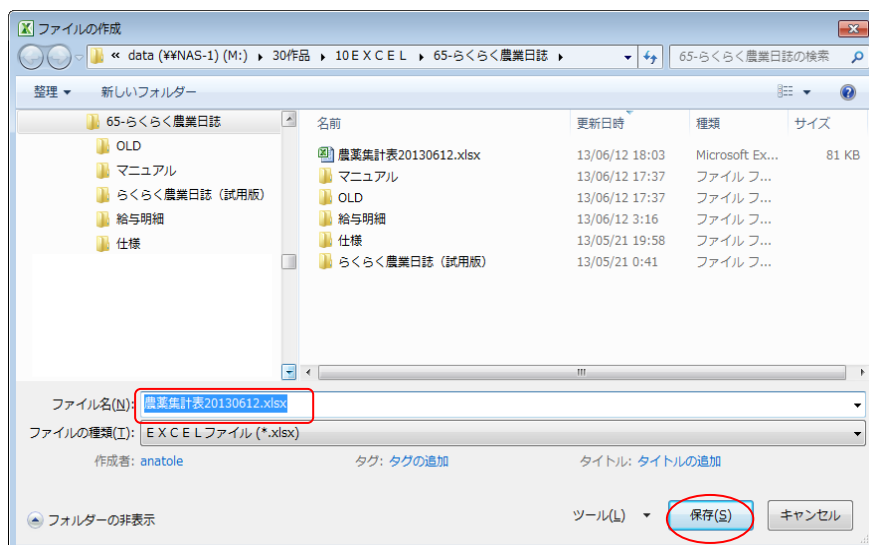 ファイルの作成
« data (¥¥NAS-1) (M:) ▸ 30作品 ▸ 10ＥＸＣＥＬ ▸ 65-らくらく農業日誌 ▸ 65-らくらく農業日誌の検索
整理 ▼ 新しいフォルダー
65-らくらく農業日誌
OLD
マニュアル
らくらく農業日誌（試用版）
給与明細
仕様
名前 更新日時 種類 サイズ
農薬集計表20130612.xlsx 13/06/12 18:03 Microsoft Ex... 81 KB
マニュアル 13/06/12 17:37 ファイル フ...
OLD 13/06/12 17:37 ファイル フ...
給与明細 13/06/12 3:16 ファイル フ...
仕様 13/05/21 19:58 ファイル フ...
らくらく農業日誌（試用版） 13/05/21 0:41 ファイル フ...
ファイル名(N): 農薬集計表20130612.xlsx
ファイルの種類(T): ＥＸＣＥＬファイル (*.xlsx)
作成者: anatole タグ: タグの追加 タイトル: タイトルの追加
フォルダーの非表示 ツール(L) ▼ 保存(S) キャンセル